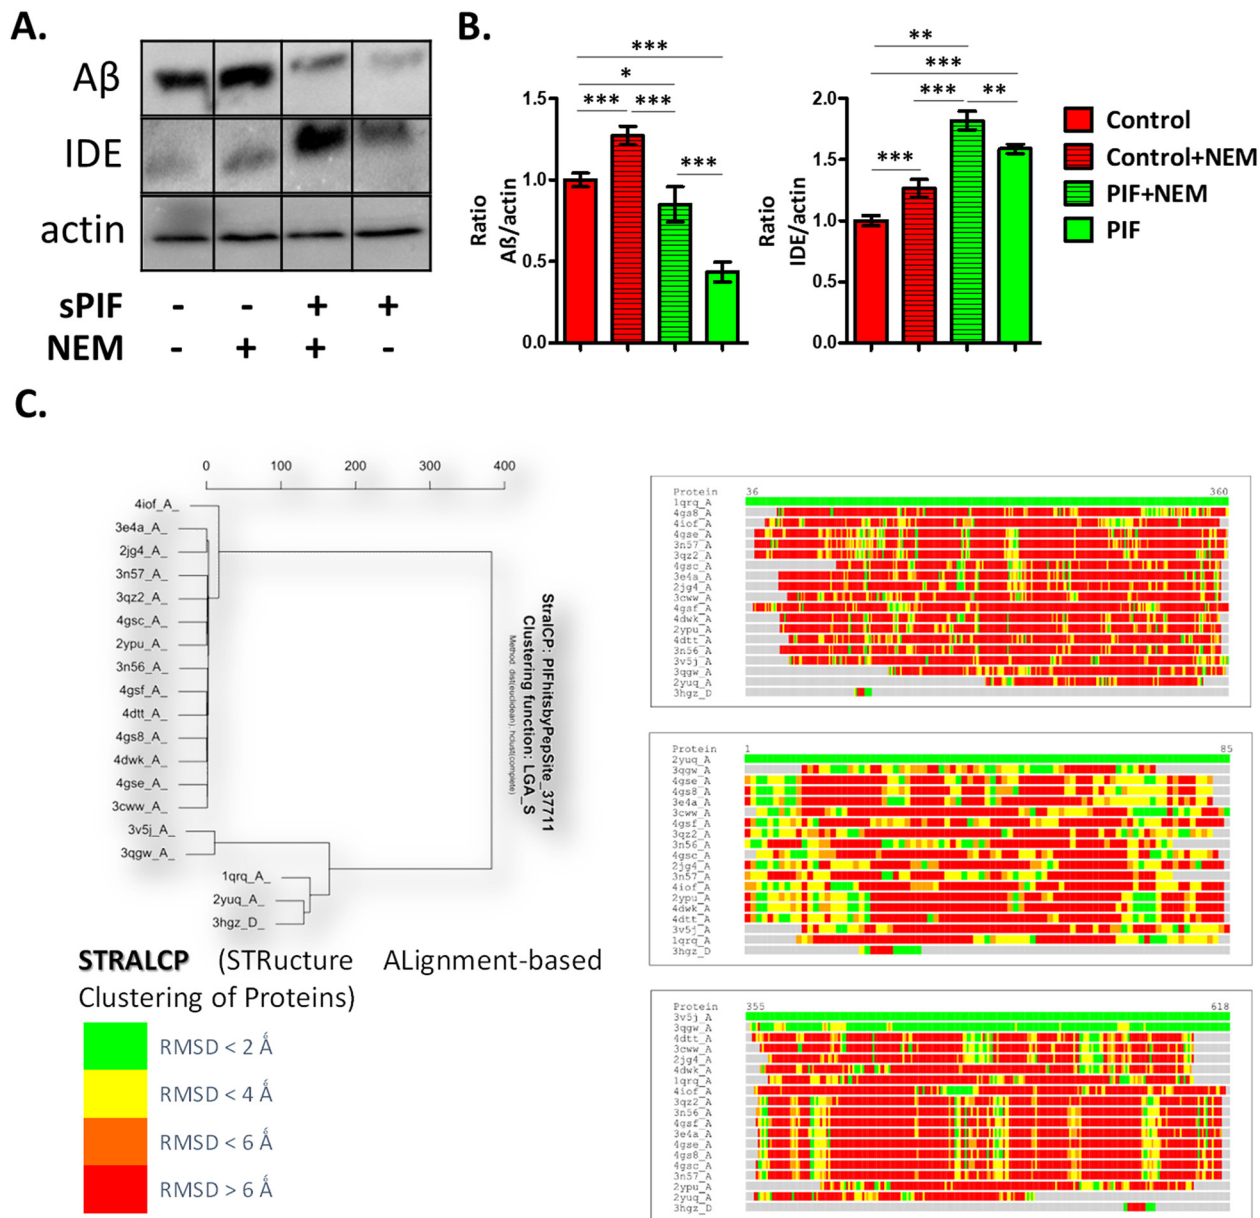 A.
Aβ
IDE
actin
sPIF - - + +
NEM - + + -
B.
***
*
*** ***
***
1.5
1.0
0.5
0.0
Ratio
Aß/actin
**
***
*** **
***
2.0
1.5
1.0
0.5
0.0
Ratio
IDE/actin
Control
Control+NEM
PIF+NEM
PIF
C.
0 100 200 300 400
4iof_A_
3e4a_A_
2jg4_A_
3n57_A_
3qz2_A_
4gsc_A_
2ypu_A_
3n56_A_
4gsf_A_
4dtt_A_
4gs8_A_
4dwk_A_
4gse_A_
3cww_A_
3v5j_A_
3qgw_A_
1qrq_A_
2yuq_A_
3hgz_D_
StralCP: PIFhitsbyPepSite_37711
Clustering function: LGA_S
Method: dist(euclidean); hclust(complete)
STRALCP (STRucture ALignment-based
Clustering of Proteins)
RMSD < 2 Å
RMSD < 4 Å
RMSD < 6 Å
RMSD > 6 Å
Protein 36 360
1qrq_A
4gs8_A
4iof_A
4gse_A
3n57_A
3qz2_A
4gsc_A
3e4a_A
2jg4_A
3cww_A
4gsf_A
4dwk_A
2ypu_A
4dtt_A
3n56_A
3v5j_A
3qgw_A
2yuq_A
3hgz_D
Protein 1 85
2yuq_A
3qgw_A
4gse_A
4gs8_A
3e4a_A
3cww_A
4gsf_A
3qz2_A
3n56_A
4gsc_A
2jg4_A
3n57_A
4iof_A
2ypu_A
4dwk_A
4dtt_A
3v5j_A
1qrq_A
3hgz_D
Protein 355 618
3v5j_A
3qgw_A
4dtt_A
3cww_A
2jg4_A
4dwk_A
1qrq_A
4iof_A
3qz2_A
3n56_A
4gsf_A
3e4a_A
4gse_A
4gs8_A
4gsc_A
3n57_A
2ypu_A
2yuq_A
3hgz_D